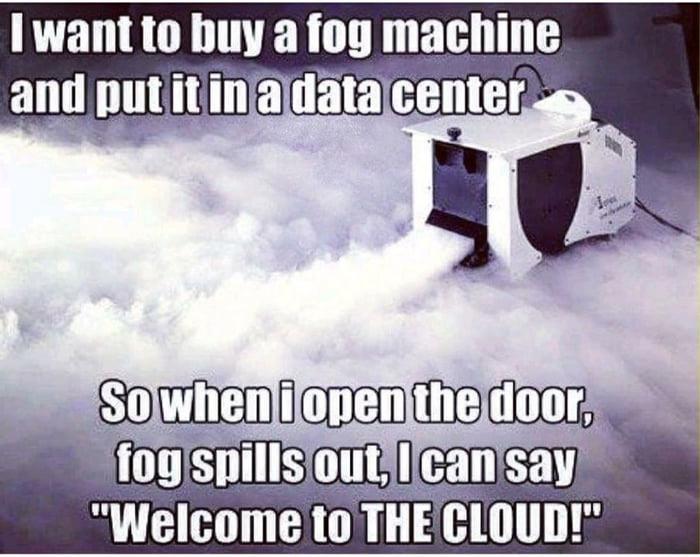 I want to buy a fog machine
and put it in a data center
So when i open the door,
fog spills out, I can say
"Welcome to THE CLOUD!"